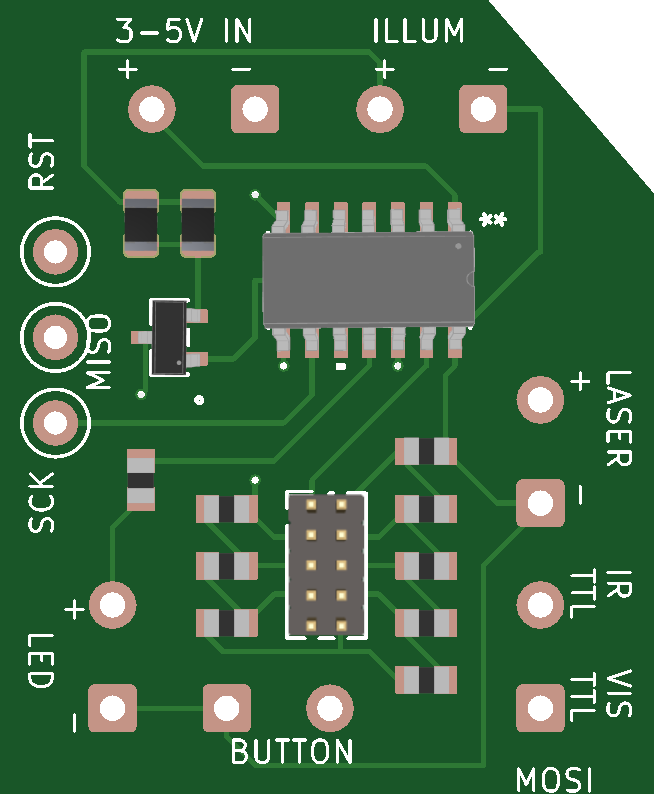 3-5V IN
ILLUM
+
-
+
-
RST
**
MISO
SCK
+
LASER
-
+
LED
-
IR
TTL
VIS
TTL
BUTTON
MOSI